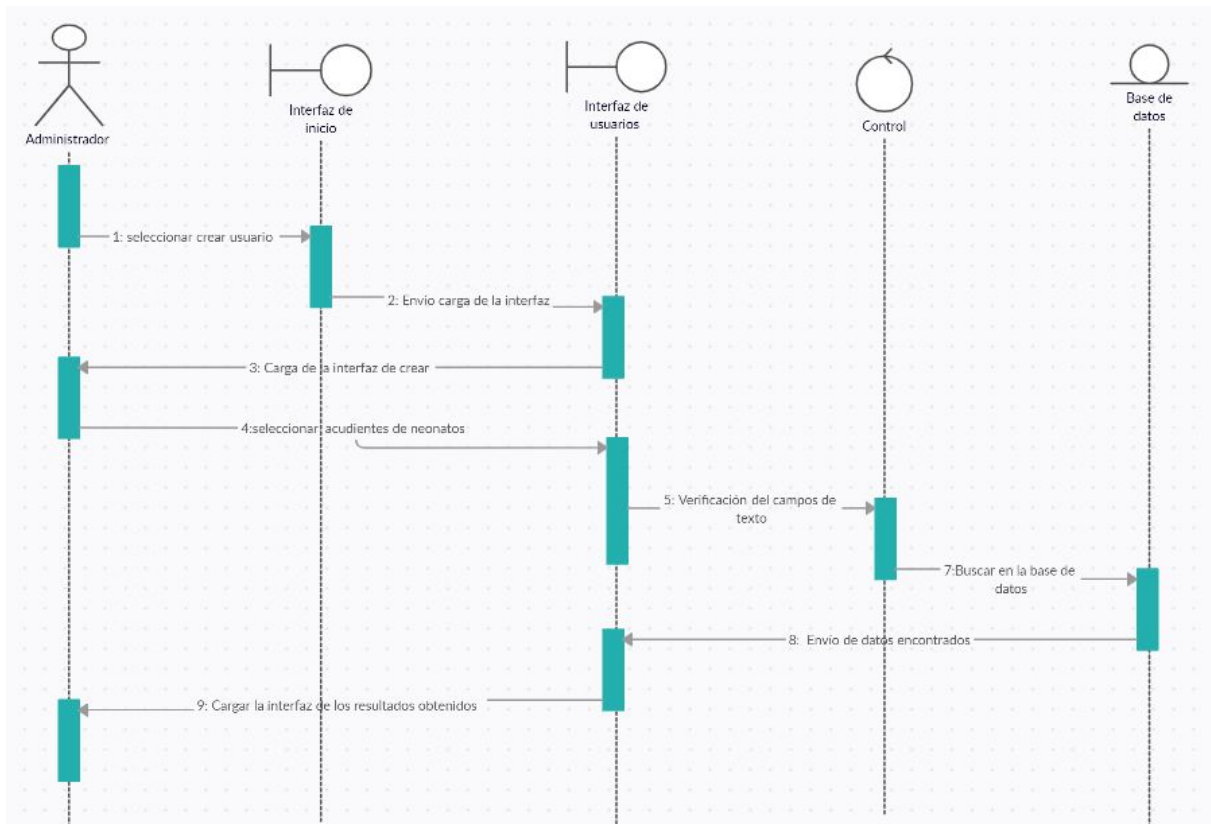 Administrador
Interfaz de
inicio
Interfaz de
usuarios
Control
Base de
datos
1: seleccionar crear usuario
2: Envio carga de la interfaz
3: Carga de la interfaz de crear
4:seleccionar acudientes de neonatos
5: Verificación del campos de
texto
7:Buscar en la base de
datos
8: Envío de datos encontrados
9: Cargar la interfaz de los resultados obtenidos